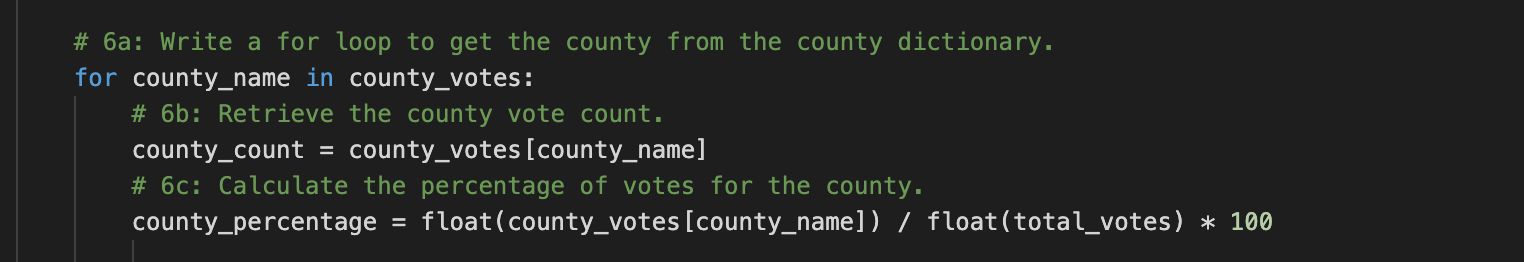 # 6a: Write a for loop to get the county from the county dictionary.
for county_name in county_votes:
# 6b: Retrieve the county vote count.
county_count = county_votes[county_name]
# 6c: Calculate the percentage of votes for the county.
county_percentage = float(county_votes[county_name]) / float(total_votes) * 100